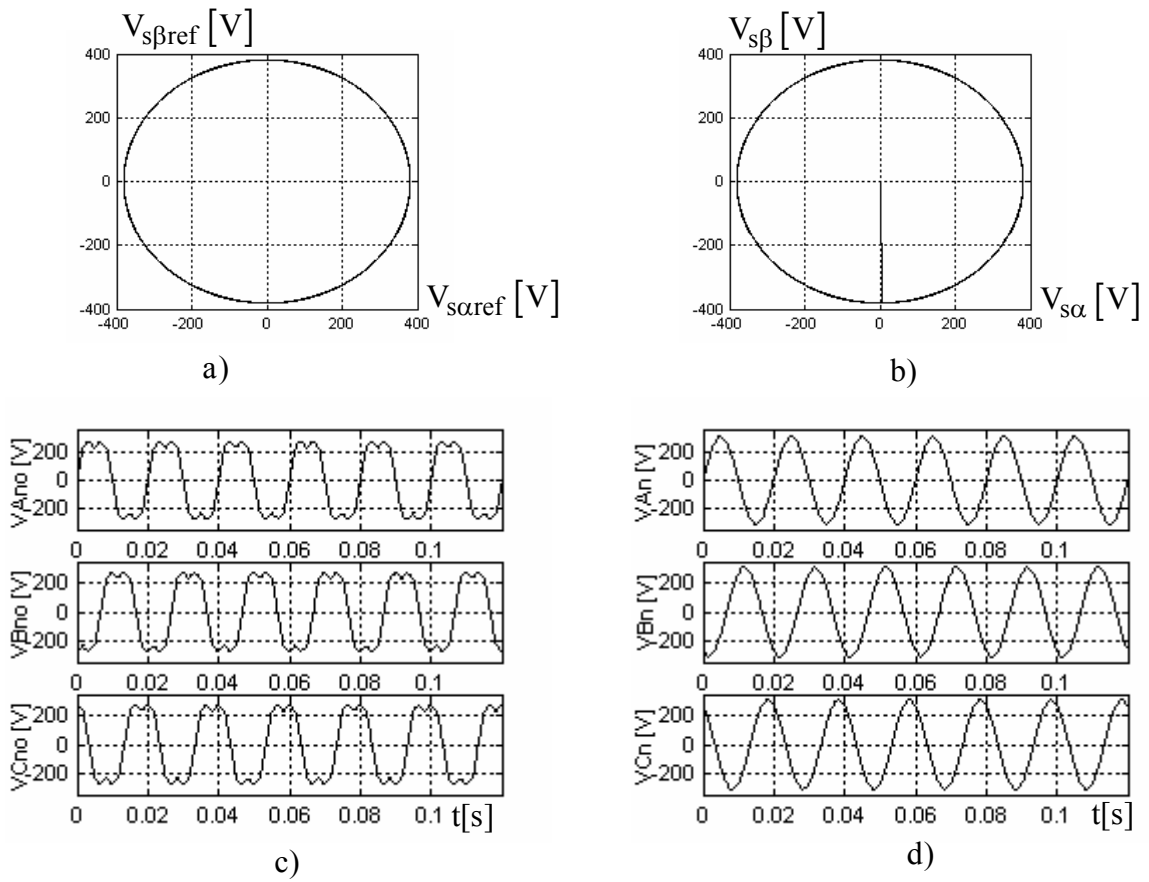 V_sβref [V]
400
200
0
-200
-400
-400 -200 0 200 400
V_sαref [V]
a)
V_sβ [V]
400
200
0
-200
-400
-400 -200 0 200 400
V_sα [V]
b)
VAno [V]
200
0
-200
0 0.02 0.04 0.06 0.08 0.1
VBno [V]
200
0
-200
0 0.02 0.04 0.06 0.08 0.1
VCno [V]
200
0
-200
0 0.02 0.04 0.06 0.08 0.1 t[s]
c)
VAn [V]
200
0
-200
0 0.02 0.04 0.06 0.08 0.1
VBn [V]
200
0
-200
0 0.02 0.04 0.06 0.08 0.1
VCn [V]
200
0
-200
0 0.02 0.04 0.06 0.08 0.1 t[s]
d)